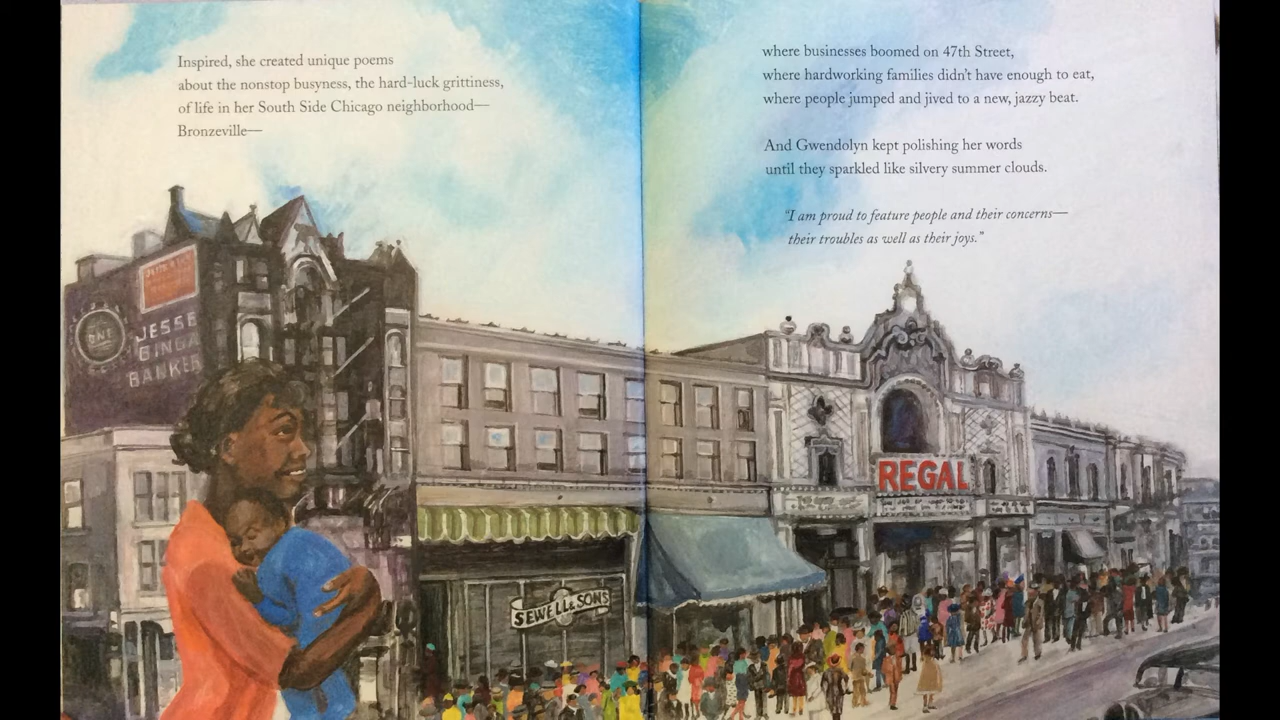 Inspired, she created unique poems
about the nonstop busyness, the hard-luck grittiness,
of life in her South Side Chicago neighborhood—
Bronzeville—
where businesses boomed on 47th Street,
where hardworking families didn't have enough to eat,
where people jumped and jived to a new, jazzy beat.
And Gwendolyn kept polishing her words
until they sparkled like silvery summer clouds.
"I am proud to feature people and their concerns—
their troubles as well as their joys."
JESSE
BINGA
BANKER
REGAL
SEWELL & SONS